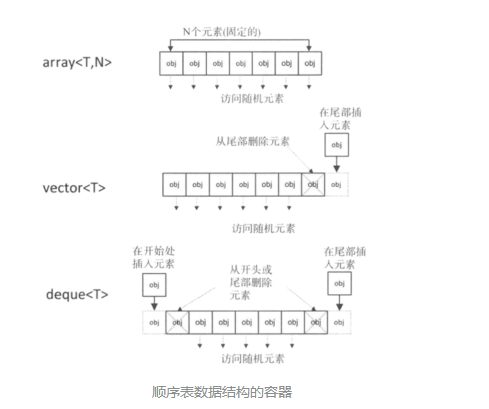 N个元素(固定的)
array<T,N>
obj obj obj obj obj obj obj
访问随机元素
在尾部插
入元素
从尾部删除元素
obj
vector<T>
obj obj obj obj obj obj obj obj
访问随机元素
在开始处
插入元素
从开头或
尾部删除
元素
在尾部插
入元素
obj
obj
deque<T>
obj obj obj obj obj obj obj obj obj
访问随机元素
顺序表数据结构的容器